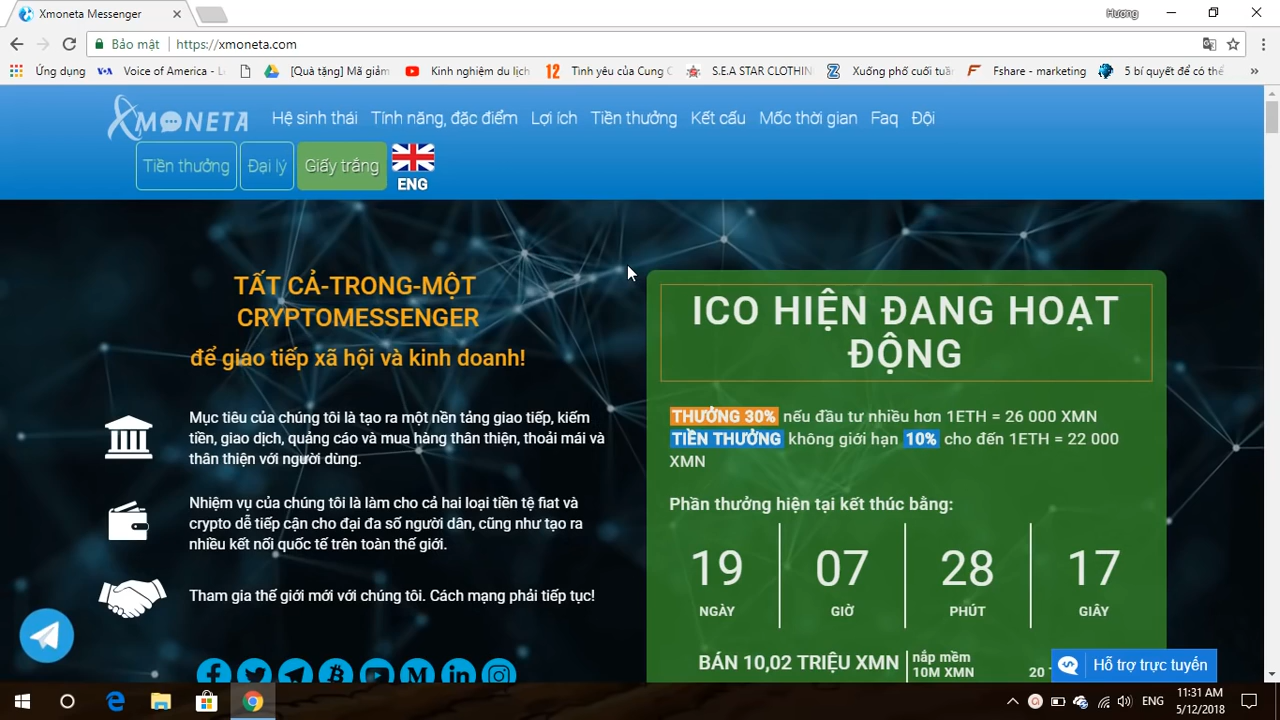 Xmoneta Messenger
Hương
Bảo mật
https://xmoneta.com
Ứng dụng
Voice of America - L
[Quà tặng] Mã giảm
Kinh nghiệm du lịch
Tình yêu của Cung C
S.E.A STAR CLOTHIN
Xuống phố cuối tuần
Fshare - marketing
5 bí quyết để có thể
XMONETA
Hệ sinh thái
Tính năng, đặc điểm
Lợi ích
Tiền thưởng
Kết cấu
Mốc thời gian
Faq
Đội
Tiền thưởng
Đại lý
Giấy trắng
ENG
TẤT CẢ-TRONG-MỘT
CRYPTOMESSENGER
để giao tiếp xã hội và kinh doanh!
Mục tiêu của chúng tôi là tạo ra một nền tảng giao tiếp, kiếm
tiền, giao dịch, quảng cáo và mua hàng thân thiện, thoải mái và
thân thiện với người dùng.
Nhiệm vụ của chúng tôi là làm cho cả hai loại tiền tệ fiat và
crypto dễ tiếp cận cho đại đa số người dân, cũng như tạo ra
nhiều kết nối quốc tế trên toàn thế giới.
Tham gia thế giới mới với chúng tôi. Cách mạng phải tiếp tục!
ICO HIỆN ĐANG HOẠT
ĐỘNG
THƯỞNG 30% nếu đầu tư nhiều hơn 1ETH = 26 000 XMN
TIỀN THƯỞNG không giới hạn 10% cho đến 1ETH = 22 000
XMN
Phần thưởng hiện tại kết thúc bằng:
19 07 28 17
NGÀY GIỜ PHÚT GIÂY
BÁN 10,02 TRIỆU XMN
nắp mềm
10M XMN
20
Hỗ trợ trực tuyến
ENG
11:31 AM
5/12/2018